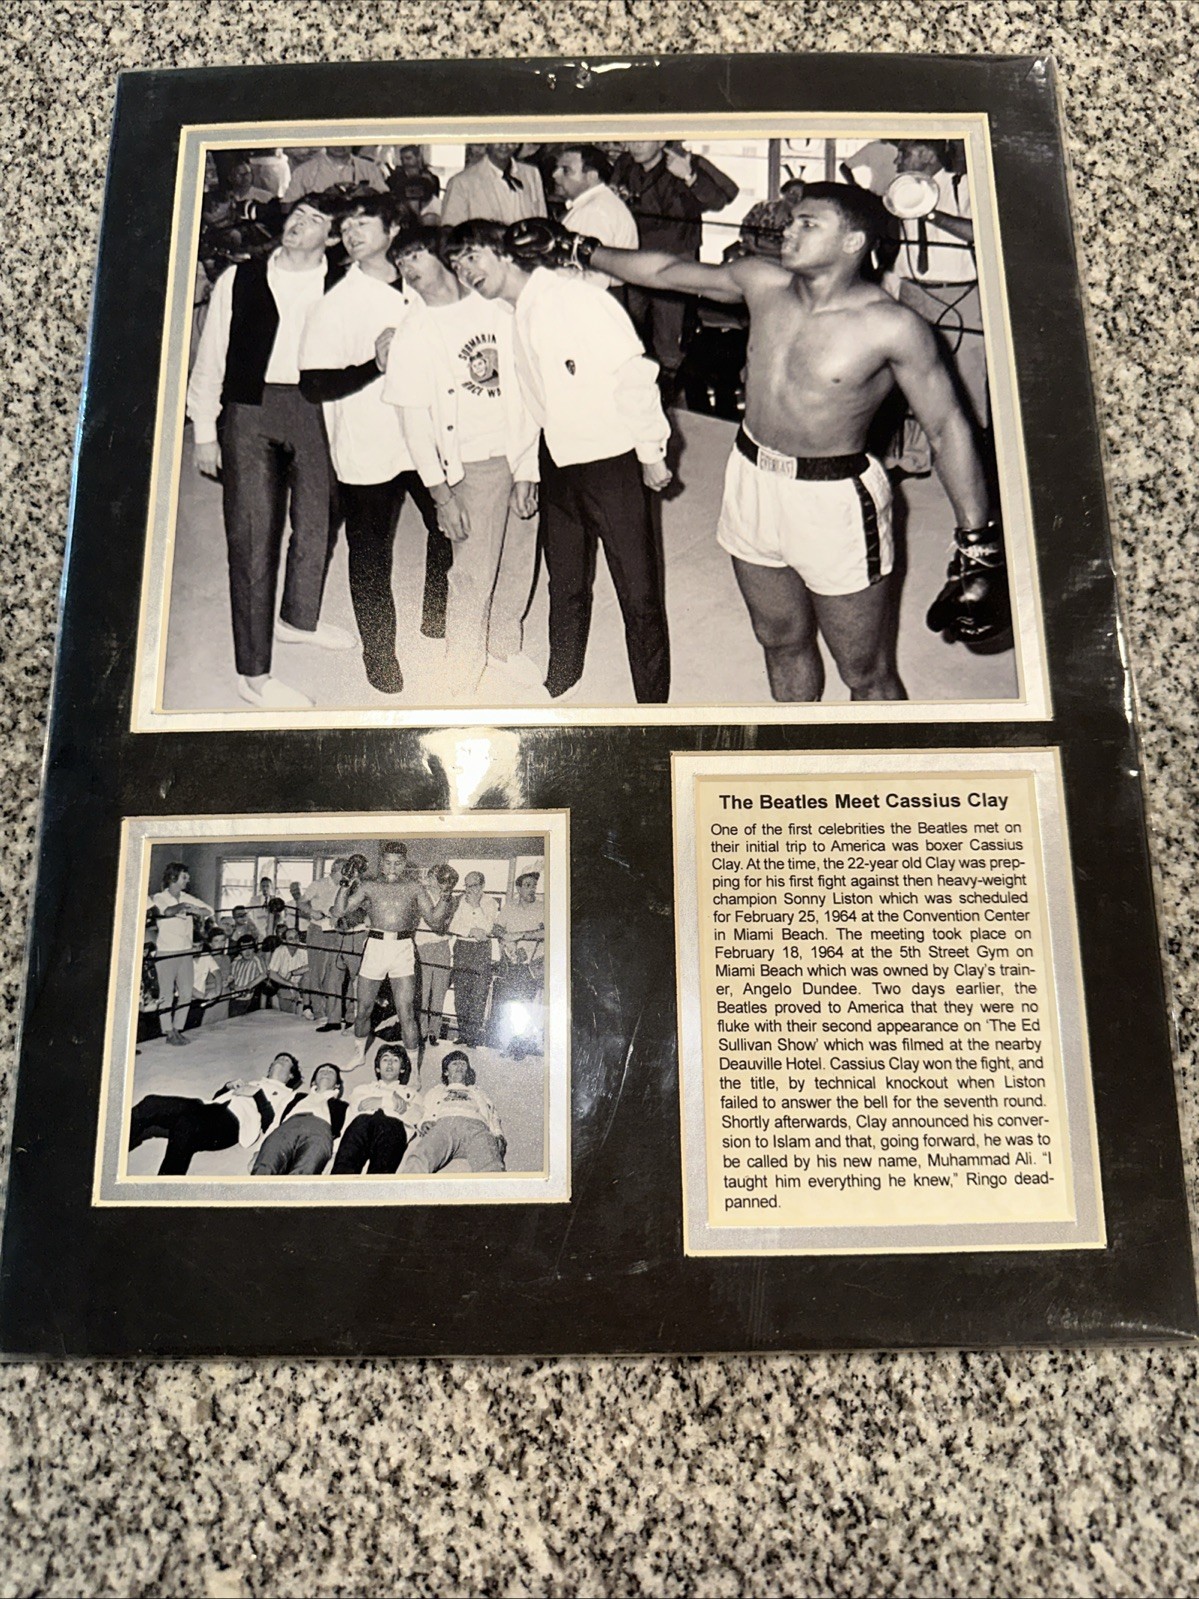 SUBMARIN
RACE W
EVERLAST
The Beatles Meet Cassius Clay
One of the first celebrities the Beatles met on
their initial trip to America was boxer Cassius
Clay. At the time, the 22-year old Clay was prep-
ping for his first fight against then heavy-weight
champion Sonny Liston which was scheduled
for February 25, 1964 at the Convention Center
in Miami Beach. The meeting took place on
February 18, 1964 at the 5th Street Gym on
Miami Beach which was owned by Clay's train-
er, Angelo Dundee. Two days earlier, the
Beatles proved to America that they were no
fluke with their second appearance on 'The Ed
Sullivan Show' which was filmed at the nearby
Deauville Hotel. Cassius Clay won the fight, and
the title, by technical knockout when Liston
failed to answer the bell for the seventh round.
Shortly afterwards, Clay announced his conver-
sion to Islam and that, going forward, he was to
be called by his new name, Muhammad Ali. "I
taught him everything he knew," Ringo dead-
panned.